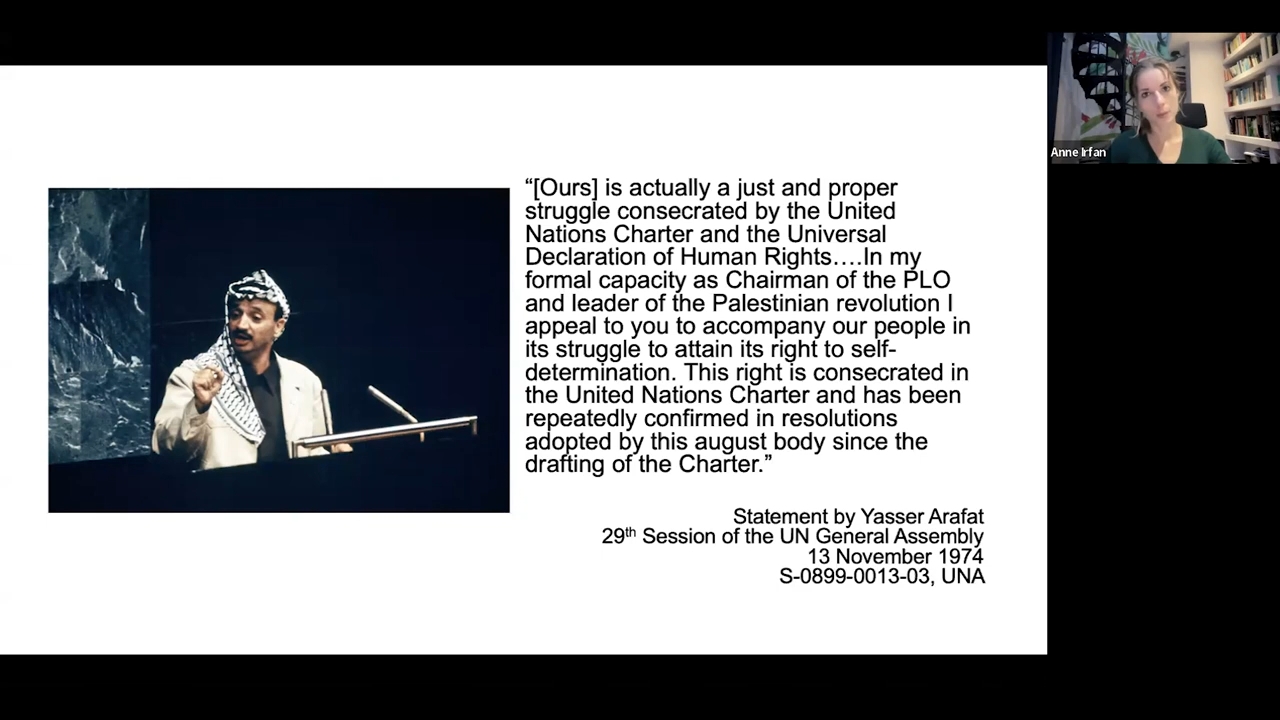 “[Ours] is actually a just and proper
struggle consecrated by the United
Nations Charter and the Universal
Declaration of Human Rights….In my
formal capacity as Chairman of the PLO
and leader of the Palestinian revolution I
appeal to you to accompany our people in
its struggle to attain its right to self-
determination. This right is consecrated in
the United Nations Charter and has been
repeatedly confirmed in resolutions
adopted by this august body since the
drafting of the Charter.”
Statement by Yasser Arafat
29th Session of the UN General Assembly
13 November 1974
S-0899-0013-03, UNA
Anne Irfan